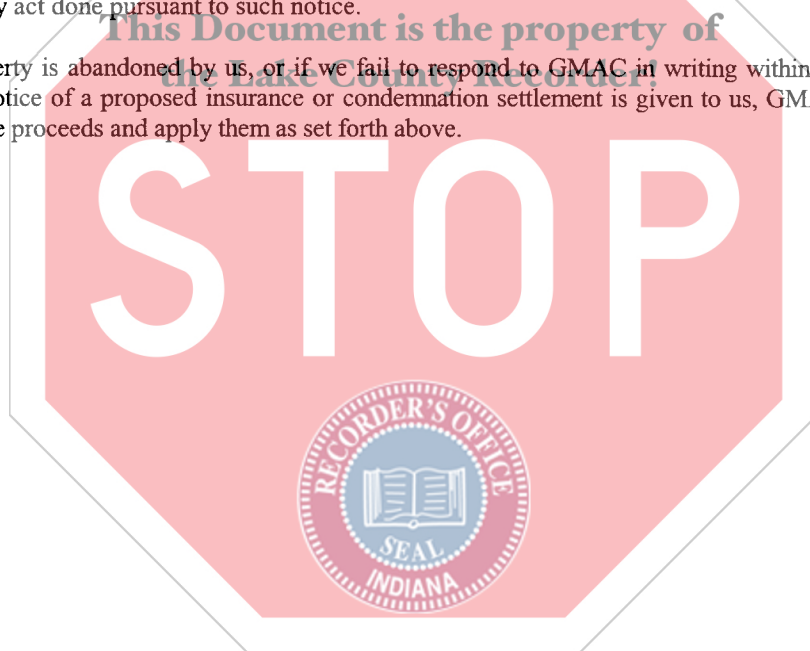 y act done pursuant to such notice.
This Document is the property of
the Lake County Recorder!
erty is abandoned by us, or if we fail to respond to GMAC in writing within
otice of a proposed insurance or condemnation settlement is given to us, GM
e proceeds and apply them as set forth above.
STOP
RECORDER'S OFFICE
SEAL
INDIANA